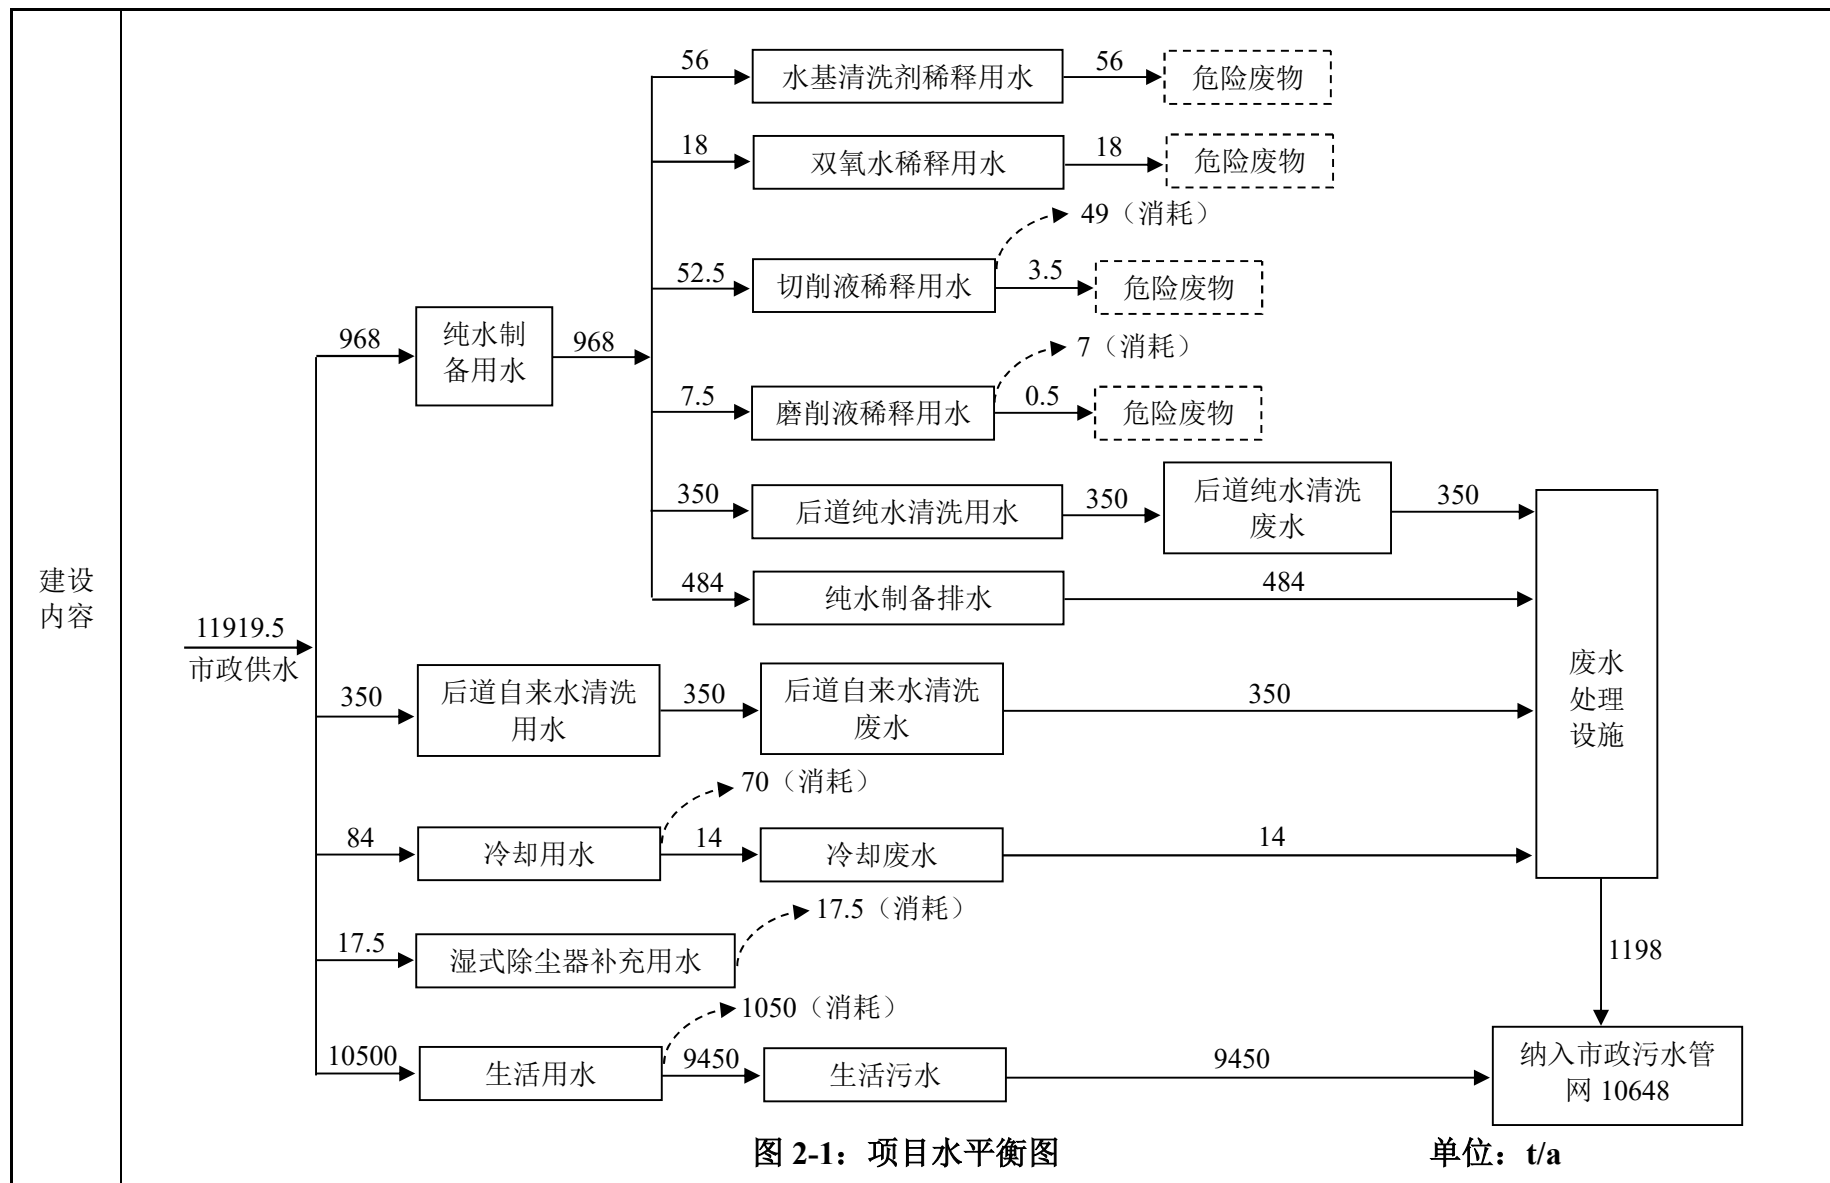 建设
内容
11919.5
市政供水
968
纯水制
备用水
968
56
水基清洗剂稀释用水
56
危险废物
18
双氧水稀释用水
18
危险废物
49（消耗）
52.5
切削液稀释用水
3.5
危险废物
7（消耗）
7.5
磨削液稀释用水
0.5
危险废物
350
后道纯水清洗用水
350
后道纯水清洗
废水
350
484
纯水制备排水
484
350
后道自来水清洗
用水
350
后道自来水清洗
废水
350
废水
处理
设施
70（消耗）
84
冷却用水
14
冷却废水
14
17.5（消耗）
17.5
湿式除尘器补充用水
1198
1050（消耗）
10500
生活用水
9450
生活污水
9450
纳入市政污水管
网 10648
图 2-1：项目水平衡图
单位：t/a